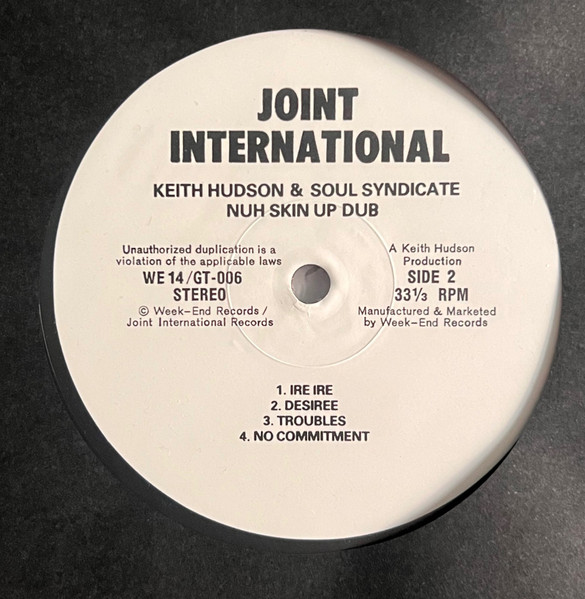 JOINT
INTERNATIONAL
KEITH HUDSON & SOUL SYNDICATE
NUH SKIN UP DUB
Unauthorized duplication is a
violation of the applicable laws
WE 14/GT-006
STEREO
© Week-End Records /
Joint International Records
A Keith Hudson
Production
SIDE 2
33⅓ RPM
Manufactured & Marketed
by Week-End Records
1. IRE IRE
2. DESIREE
3. TROUBLES
4. NO COMMITMENT